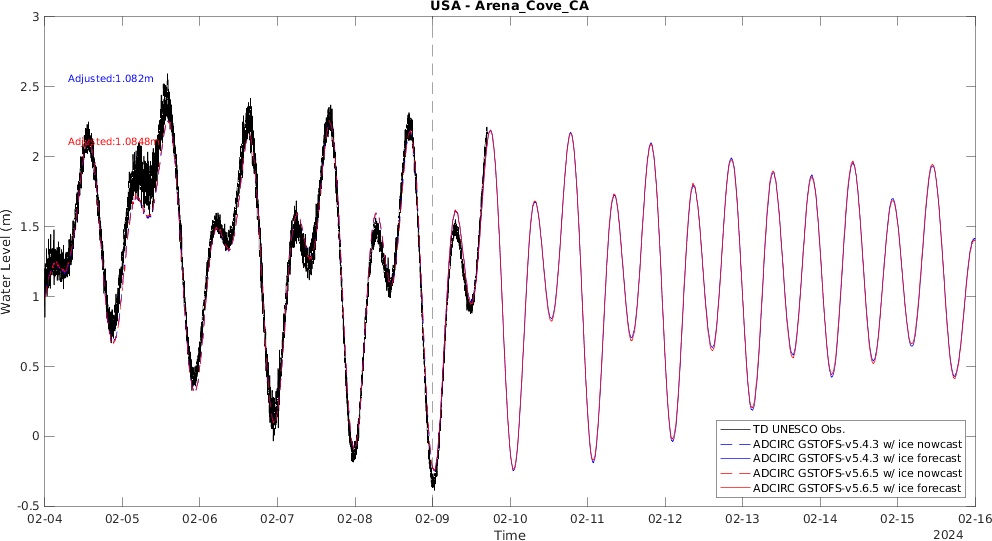 USA - Arena_Cove_CA
3
2.5
2
1.5
1
0.5
0
-0.5
Water Level (m)
Adjusted:1.082m
Adjusted:1.0848m
TD UNESCO Obs.
ADCIRC GSTOFS-v5.4.3 w/ ice nowcast
ADCIRC GSTOFS-v5.4.3 w/ ice forecast
ADCIRC GSTOFS-v5.6.5 w/ ice nowcast
ADCIRC GSTOFS-v5.6.5 w/ ice forecast
02-04 02-05 02-06 02-07 02-08 02-09 02-10 02-11 02-12 02-13 02-14 02-15 02-16
Time
2024